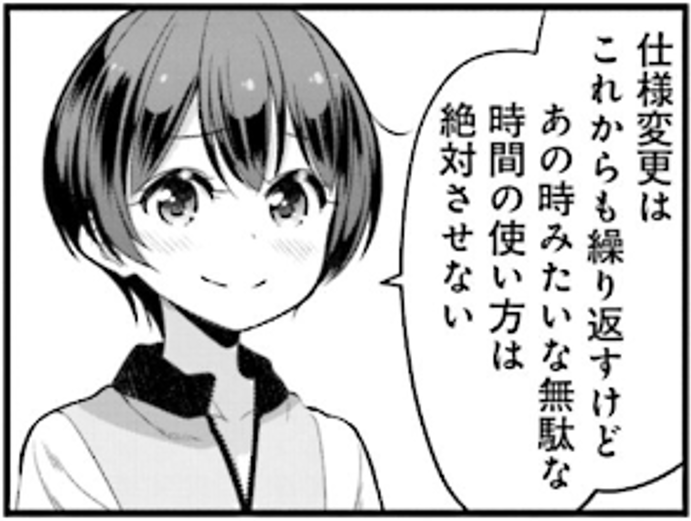 仕様変更は
これからも繰り返すけど
あの時みたいな無駄な
時間の使い方は
絶対させない